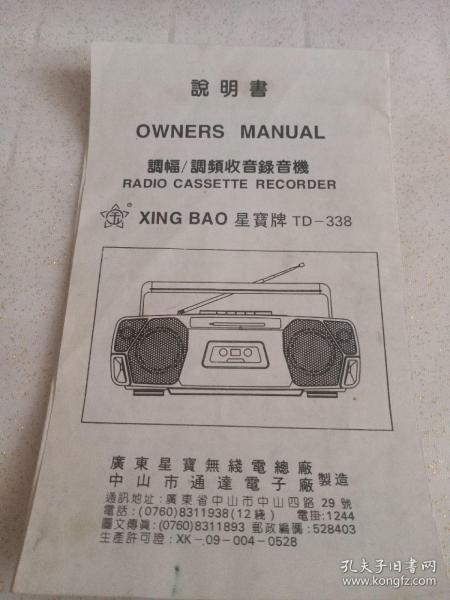 說明書
OWNERS MANUAL
調幅/調頻收音錄音機
RADIO CASSETTE RECORDER
XING BAO 星寶牌 TD-338
廣東星寶無綫電總廠
中山市通達電子廠 製造
通訊地址:廣東省中山市中山四路29號
電話:(0760)8311938(12綫) 電掛:1244
圖文傳真:(0760)8311893 郵政編碼:528403
生產許可證:XK-09-004-0528
孔夫子旧书网
www.kongfz.com